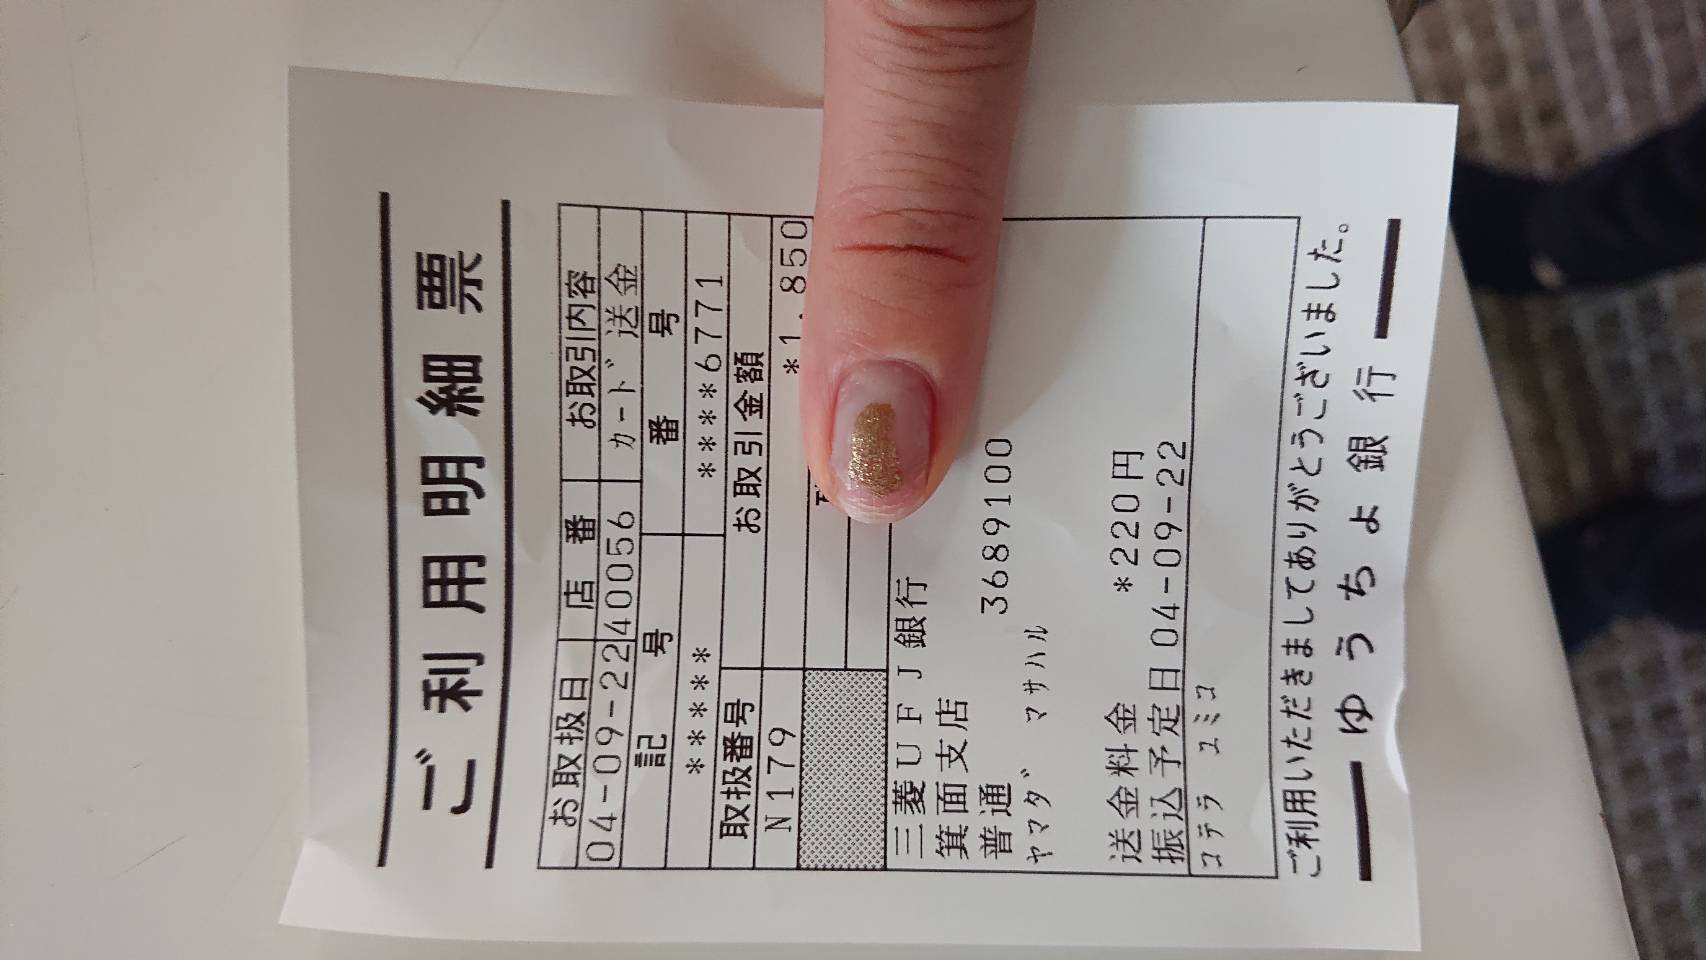 ご利用明細票
お取扱日 店番 お取引内容
04-09-22 40056 カード送金
記号 番号
***** ****6771
取扱番号 お取引金額
N179 *1,850
三菱UFJ銀行
箕面支店
普通 3689100
ヤマダ マサハル
送金料金 *220円
振込予定日 04-09-22
コテラ ユミコ
ご利用いただきましてありがとうございました。
ゆうちょ銀行